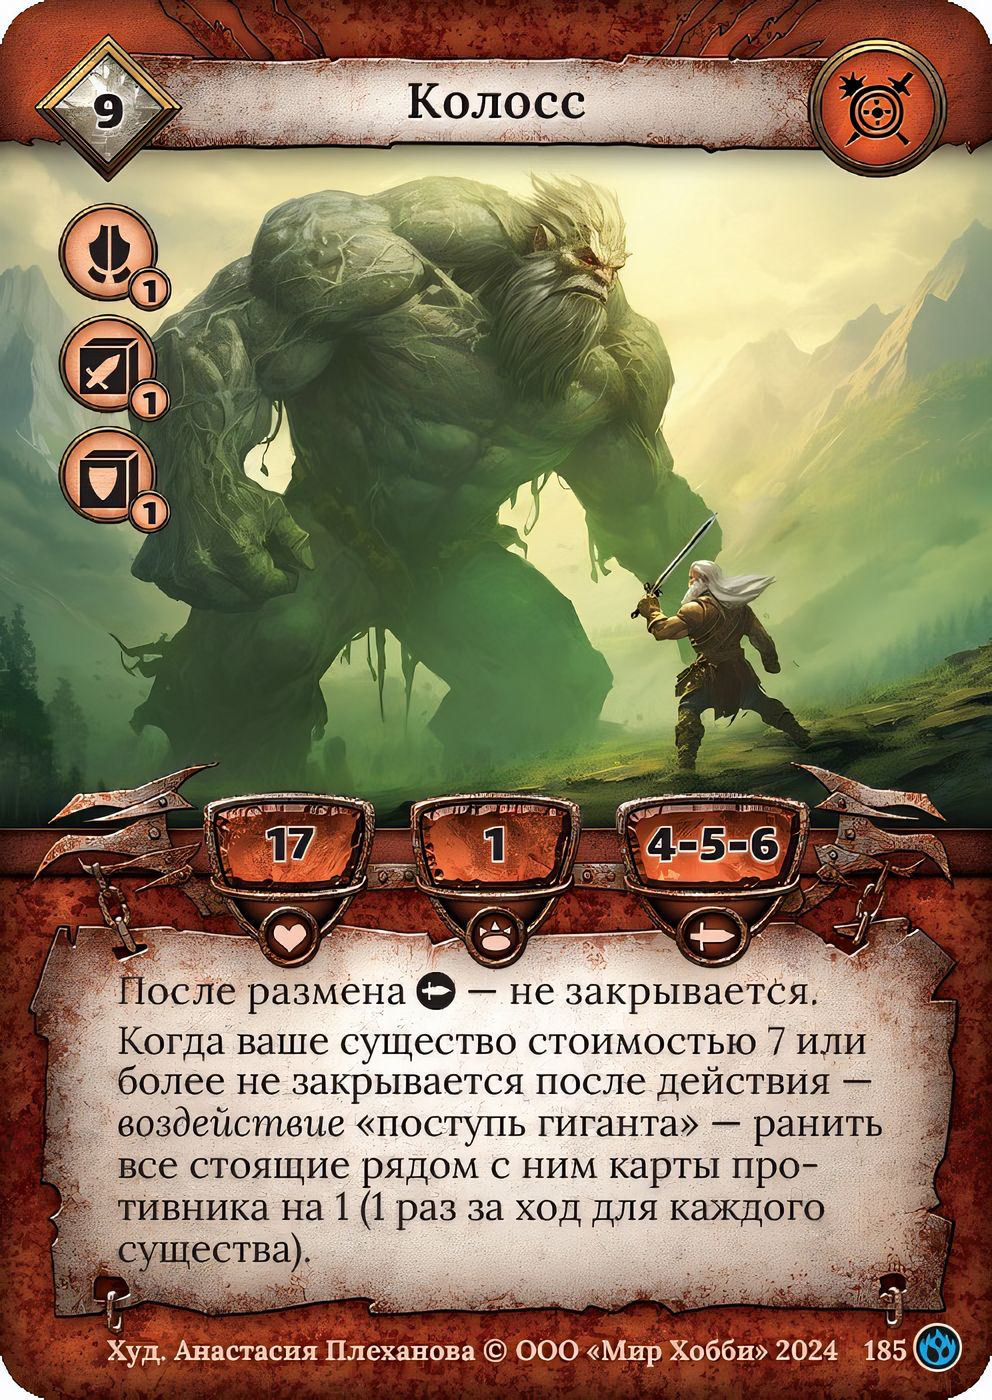 9
Колосс
1
1
1
17
1
4-5-6
После размена — не закрывается.
Когда ваше существо стоимостью 7 или
более не закрывается после действия —
воздействие «поступь гиганта» — ранить
все стоящие рядом с ним карты про-
тивника на 1 (1 раз за ход для каждого
существа).
Худ. Анастасия Плеханова © ООО «Мир Хобби» 2024 185